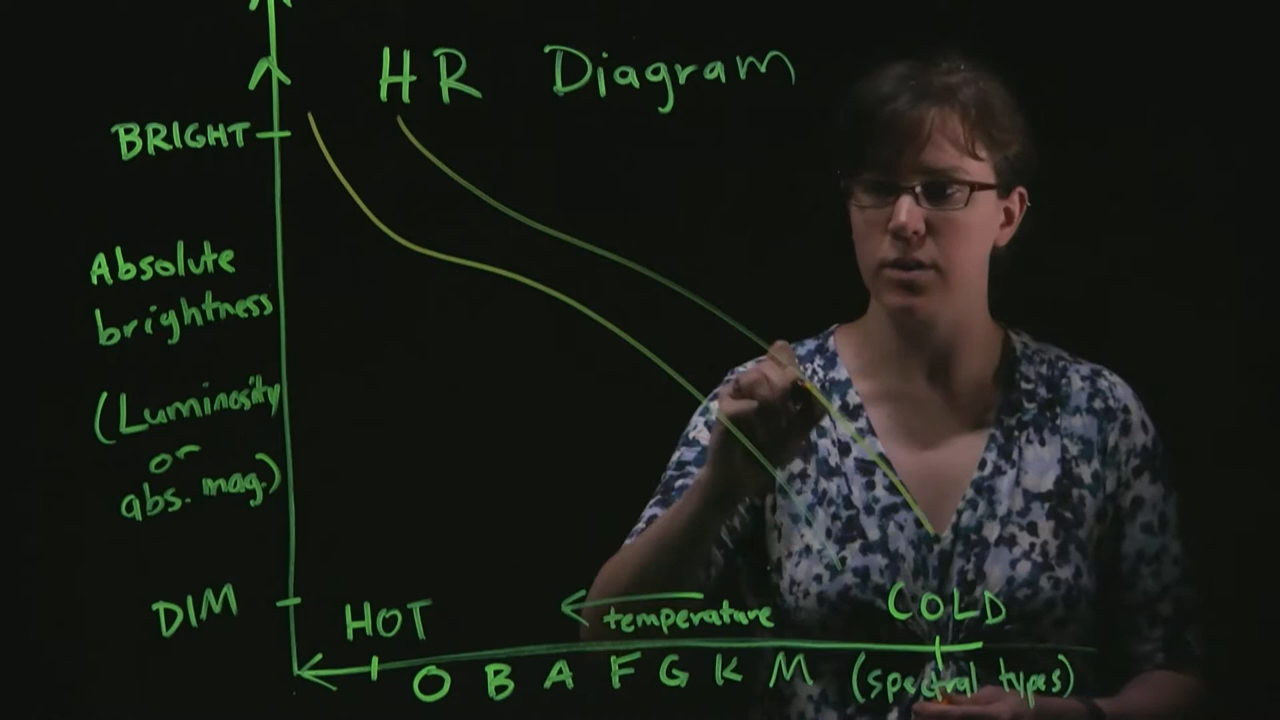 HR Diagram
BRIGHT
Absolute
brightness
(Luminosity
or
abs. mag.)
DIM
HOT
temperature
COLD
O B A F G K M (spectral types)